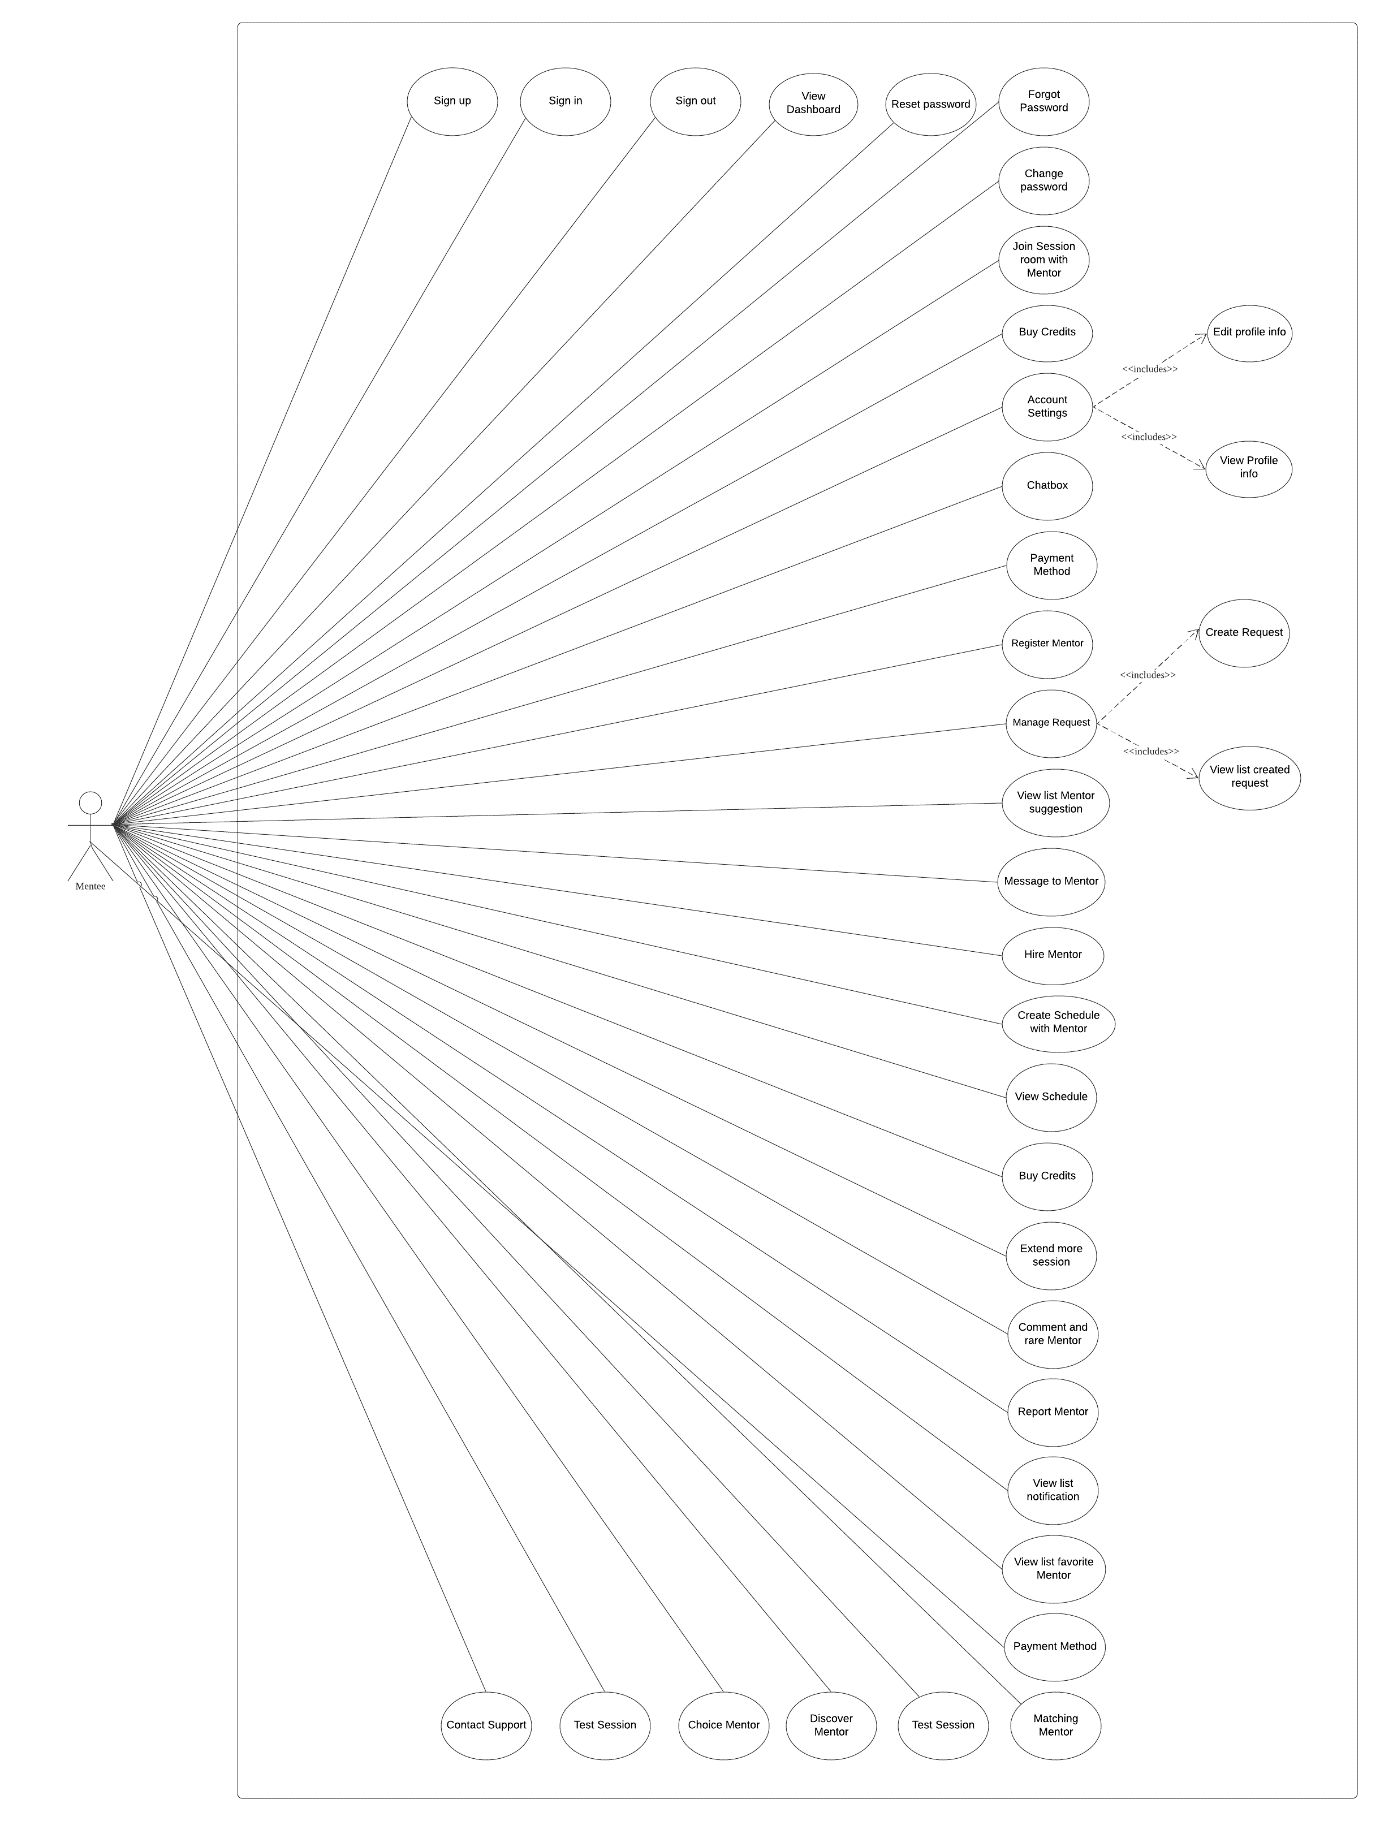 Sign up
Sign in
Sign out
View
Dashboard
Reset password
Forgot
Password
Change
password
Join Session
room with
Mentor
Buy Credits
Edit profile info
<<includes>>
Account
Settings
<<includes>>
View Profile
info
Chatbox
Payment
Method
Register Mentor
Create Request
<<includes>>
Manage Request
<<includes>>
View list created
request
View list Mentor
suggestion
Mentee
Message to Mentor
Hire Mentor
Create Schedule
with Mentor
View Schedule
Buy Credits
Extend more
session
Comment and
rare Mentor
Report Mentor
View list
notification
View list favorite
Mentor
Payment Method
Contact Support
Test Session
Choice Mentor
Discover
Mentor
Test Session
Matching
Mentor